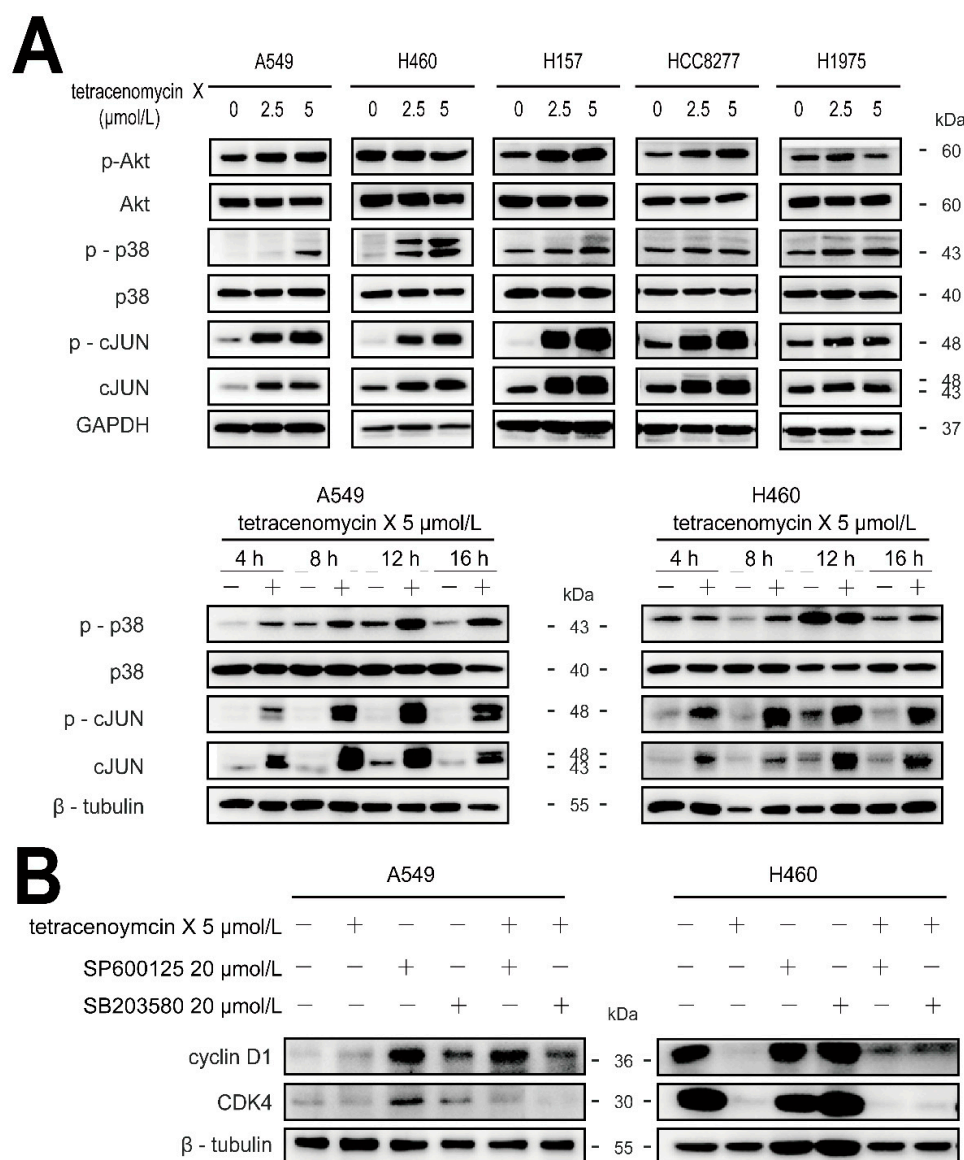 A
A549 H460 H157 HCC8277 H1975
tetracenomycin X
(μmol/L)
0 2.5 5 0 2.5 5 0 2.5 5 0 2.5 5 0 2.5 5
kDa
p-Akt - 60
Akt - 60
p - p38 - 43
p38 - 40
p - cJUN - 48
cJUN - 48
- 43
GAPDH - 37
A549 H460
tetracenomycin X 5 μmol/L tetracenomycin X 5 μmol/L
4 h 8 h 12 h 16 h 4 h 8 h 12 h 16 h
− + − + − + − + kDa − + − + − + − +
p - p38 - 43 -
p38 - 40 -
p - cJUN - 48 -
cJUN - 48 -
- 43 -
β - tubulin - 55 -
B
A549 H460
tetracenoymcin X 5 μmol/L − + − − + + − + − − + +
SP600125 20 μmol/L − − + − + − − − + − + −
SB203580 20 μmol/L − − − + − + − − − + − +
kDa
cyclin D1 - 36 -
CDK4 - 30 -
β - tubulin - 55 -